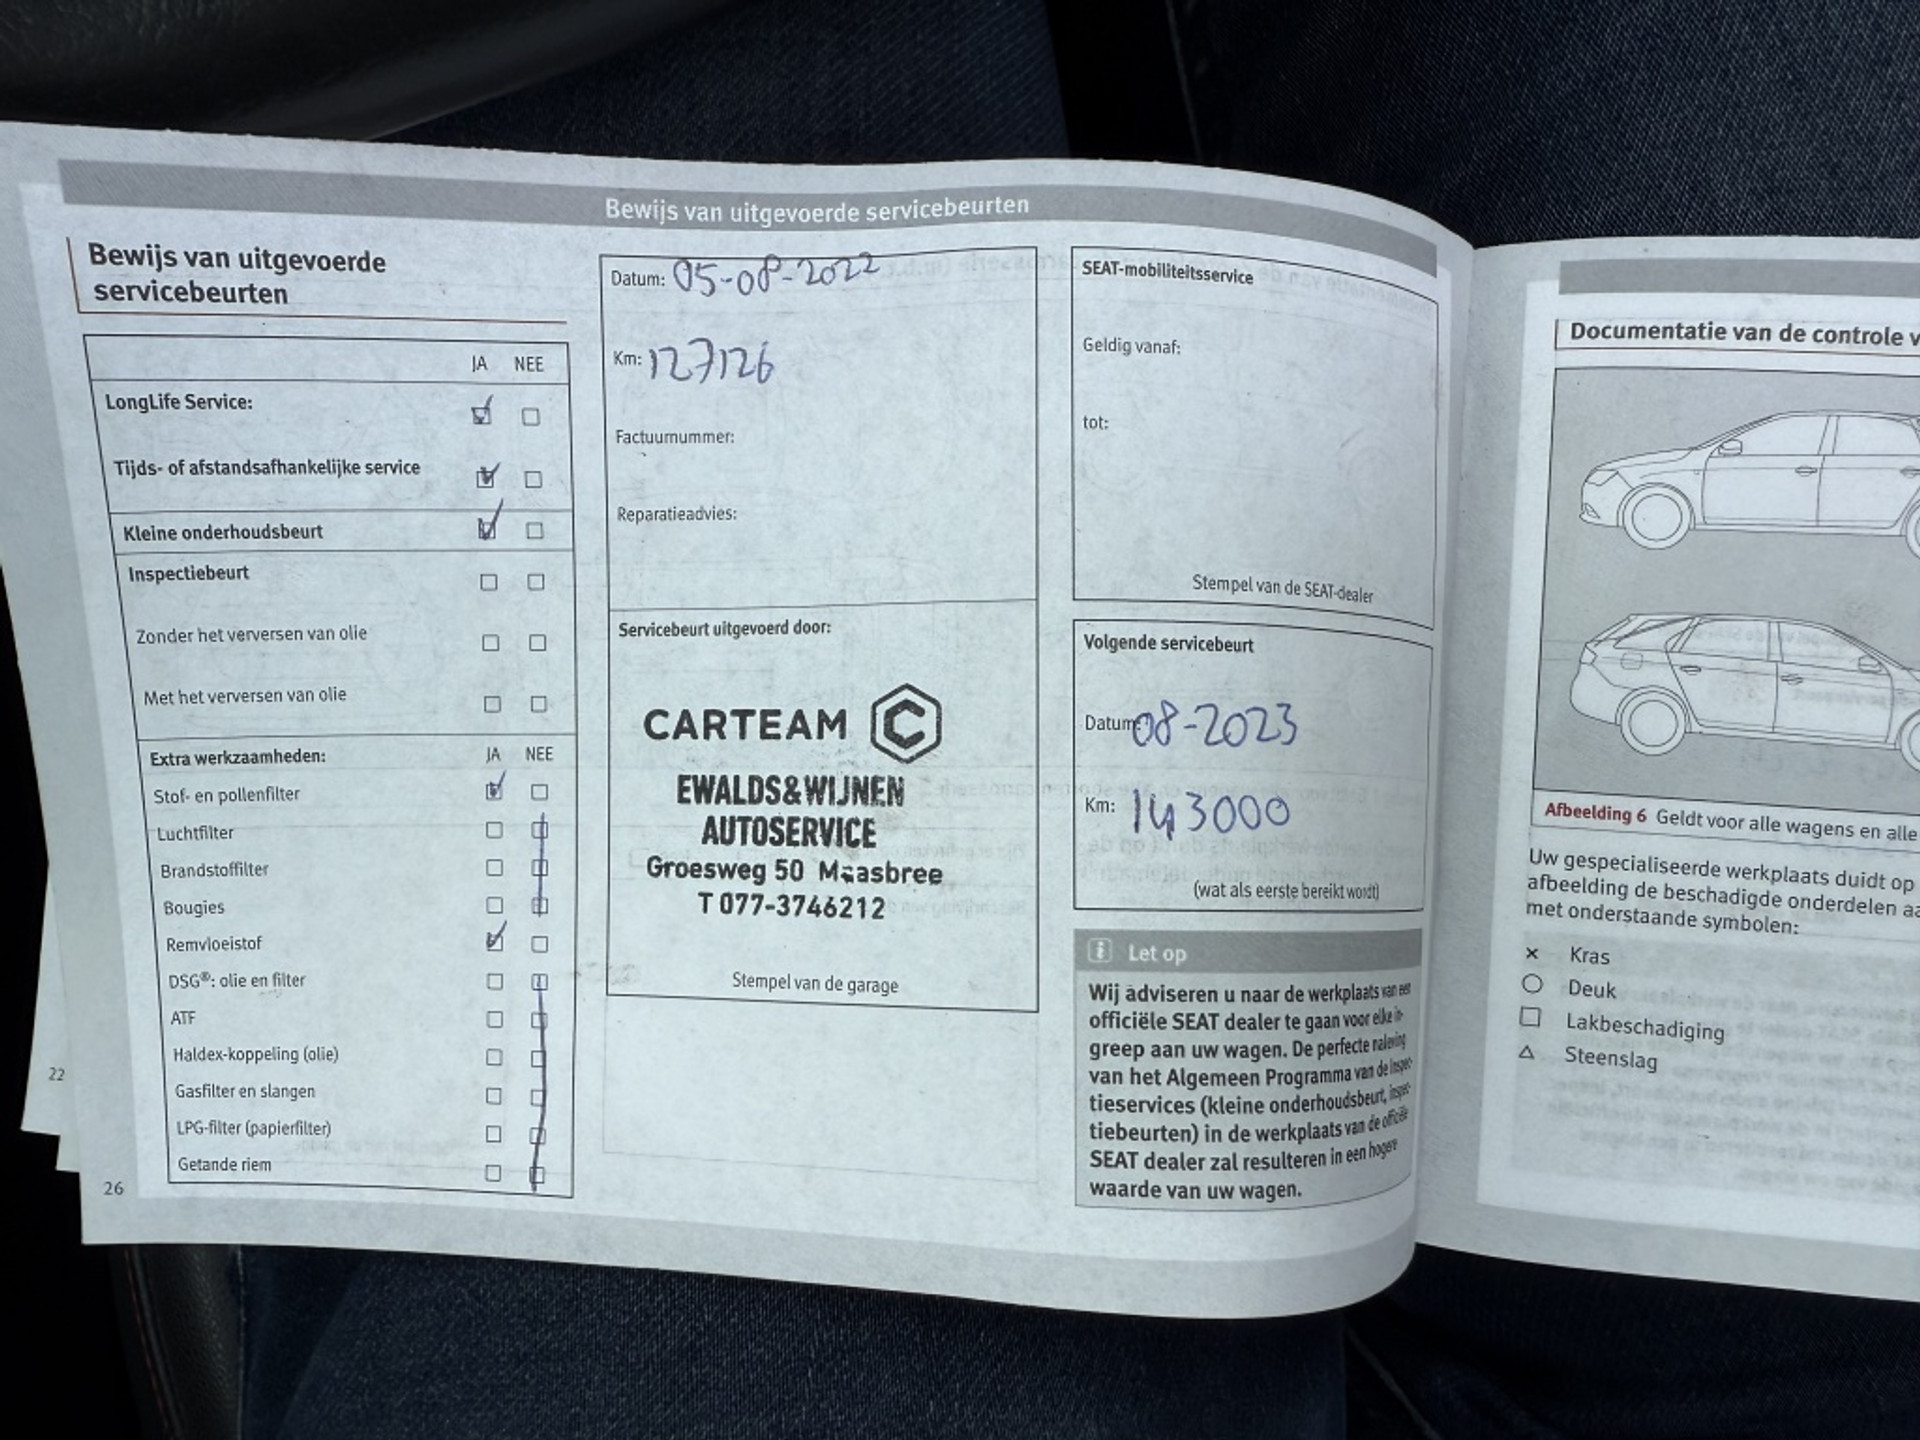 Bewijs van uitgevoerde servicebeurten
Bewijs van uitgevoerde
servicebeurten
JA NEE
LongLife Service:
Tijds- of afstandsafhankelijke service
Kleine onderhoudsbeurt
Inspectiebeurt
Zonder het verversen van olie
Met het verversen van olie
Extra werkzaamheden: JA NEE
Stof- en pollenfilter
Luchtfilter
Brandstoffilter
Bougies
Remvloeistof
DSG®: olie en filter
ATF
Haldex-koppeling (olie)
Gasfilter en slangen
LPG-filter (papierfilter)
Getande riem
22
26
Datum: 05-08-2022
Km: 127126
Factuurnummer:
Reparatieadvies:
Servicebeurt uitgevoerd door:
CARTEAM C
EWALDS&WIJNEN
AUTOSERVICE
Groesweg 50 Maasbree
T 077-3746212
Stempel van de garage
SEAT-mobiliteitsservice
Geldig vanaf:
tot:
Stempel van de SEAT-dealer
Volgende servicebeurt
Datum: 08-2023
Km: 143000
(wat als eerste bereikt wordt)
i Let op
Wij adviseren u naar de werkplaats van een
officiële SEAT dealer te gaan voor elke in-
greep aan uw wagen. De perfecte naleving
van het Algemeen Programma van de Inspec-
tieservices (kleine onderhoudsbeurt, inspec-
tiebeurten) in de werkplaats van de officiële
SEAT dealer zal resulteren in een hogere
waarde van uw wagen.
Documentatie van de controle v
Afbeelding 6 Geldt voor alle wagens en alle
Uw gespecialiseerde werkplaats duidt op
afbeelding de beschadigde onderdelen aa
met onderstaande symbolen:
× Kras
○ Deuk
□ Lakbeschadiging
△ Steenslag